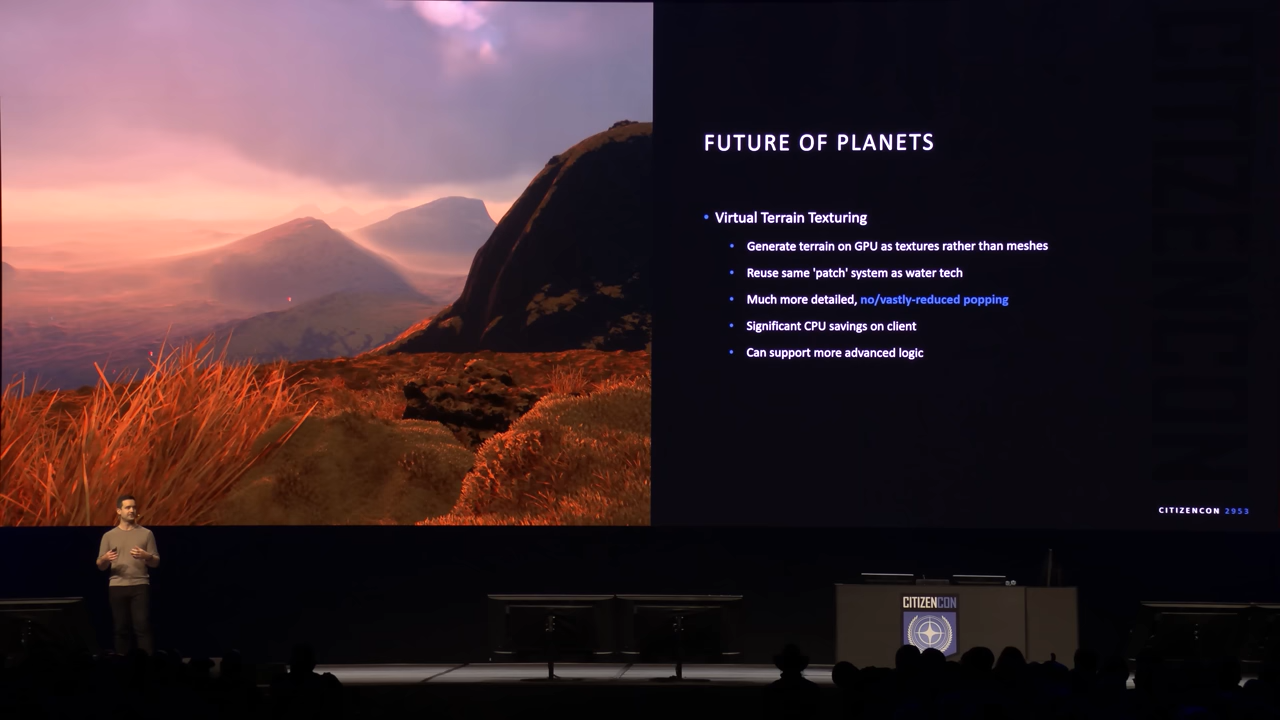 FUTURE OF PLANETS
• Virtual Terrain Texturing
• Generate terrain on GPU as textures rather than meshes
• Reuse same 'patch' system as water tech
• Much more detailed, no/vastly-reduced popping
• Significant CPU savings on client
• Can support more advanced logic
CITIZENCON
CITIZENCON 2953
CITIZENCON